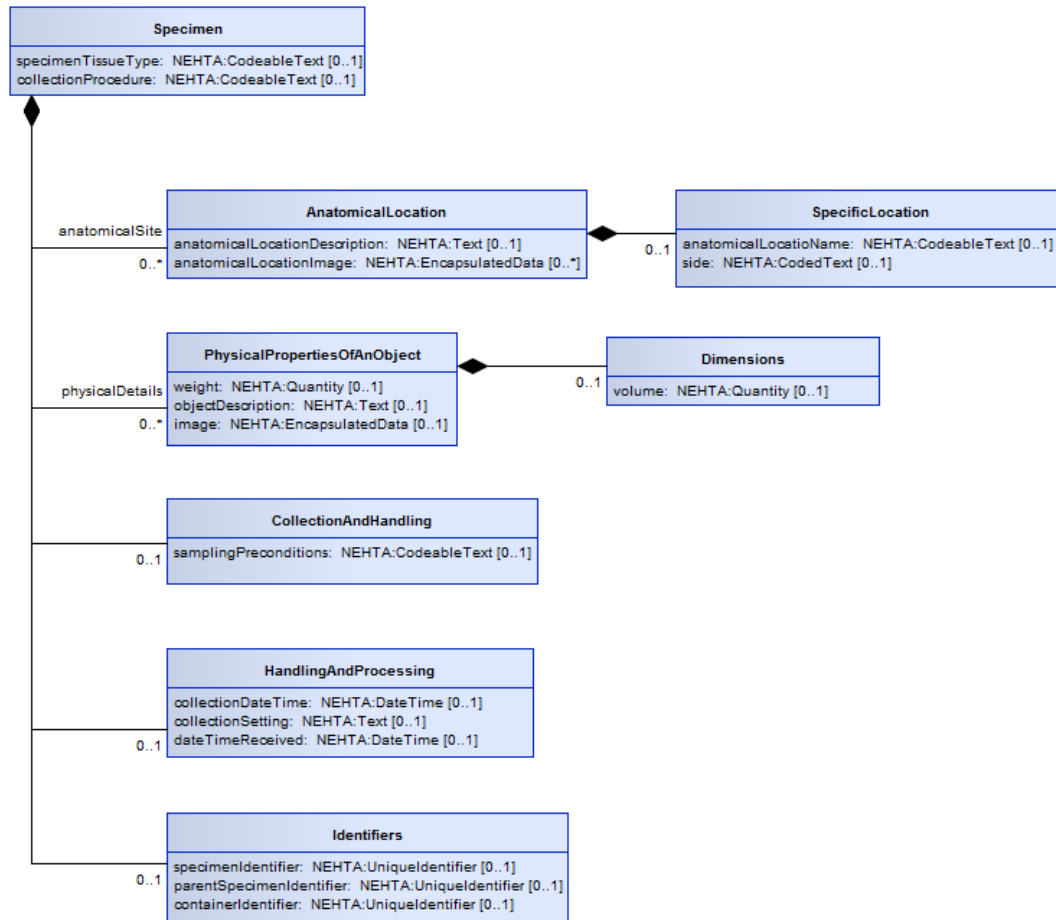 Specimen
specimenTissueType: NEHTA:CodeableText [0..1]
collectionProcedure: NEHTA:CodeableText [0..1]
anatomicalSite
0..*
AnatomicalLocation
anatomicalLocationDescription: NEHTA:Text [0..1]
anatomicalLocationImage: NEHTA:EncapsulatedData [0..*]
0..1
SpecificLocation
anatomicalLocatioName: NEHTA:CodeableText [0..1]
side: NEHTA:CodedText [0..1]
physicalDetails
0..*
PhysicalPropertiesOfAnObject
weight: NEHTA:Quantity [0..1]
objectDescription: NEHTA:Text [0..1]
image: NEHTA:EncapsulatedData [0..1]
0..1
Dimensions
volume: NEHTA:Quantity [0..1]
0..1
CollectionAndHandling
samplingPreconditions: NEHTA:CodeableText [0..1]
0..1
HandlingAndProcessing
collectionDateTime: NEHTA:DateTime [0..1]
collectionSetting: NEHTA:Text [0..1]
dateTimeReceived: NEHTA:DateTime [0..1]
0..1
Identifiers
specimenIdentifier: NEHTA:UniqueIdentifier [0..1]
parentSpecimenIdentifier: NEHTA:UniqueIdentifier [0..1]
containerIdentifier: NEHTA:UniqueIdentifier [0..1]